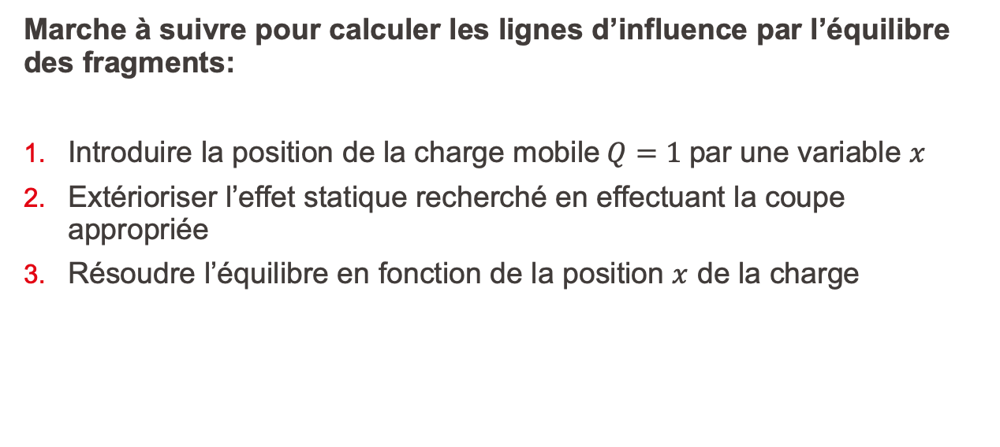 Marche à suivre pour calculer les lignes d’influence par l’équilibre
des fragments:
1. Introduire la position de la charge mobile 𝑄 = 1 par une variable 𝑥
2. Extérioriser l’effet statique recherché en effectuant la coupe
appropriée
3. Résoudre l’équilibre en fonction de la position 𝑥 de la charge